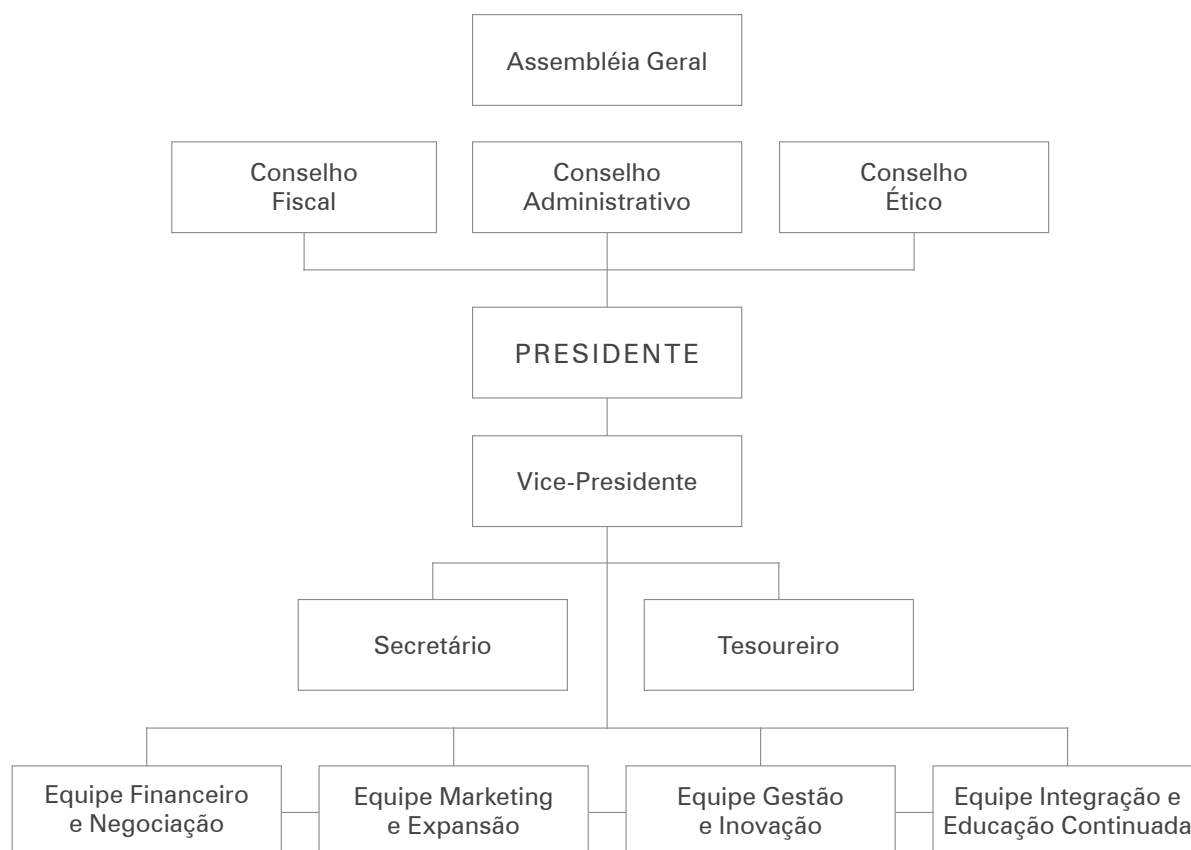 Assembléia Geral
Conselho
Fiscal
Conselho
Administrativo
Conselho
Ético
PRESIDENTE
Vice-Presidente
Secretário
Tesoureiro
Equipe Financeiro
e Negociação
Equipe Marketing
e Expansão
Equipe Gestão
e Inovação
Equipe Integração e
Educação Continuada